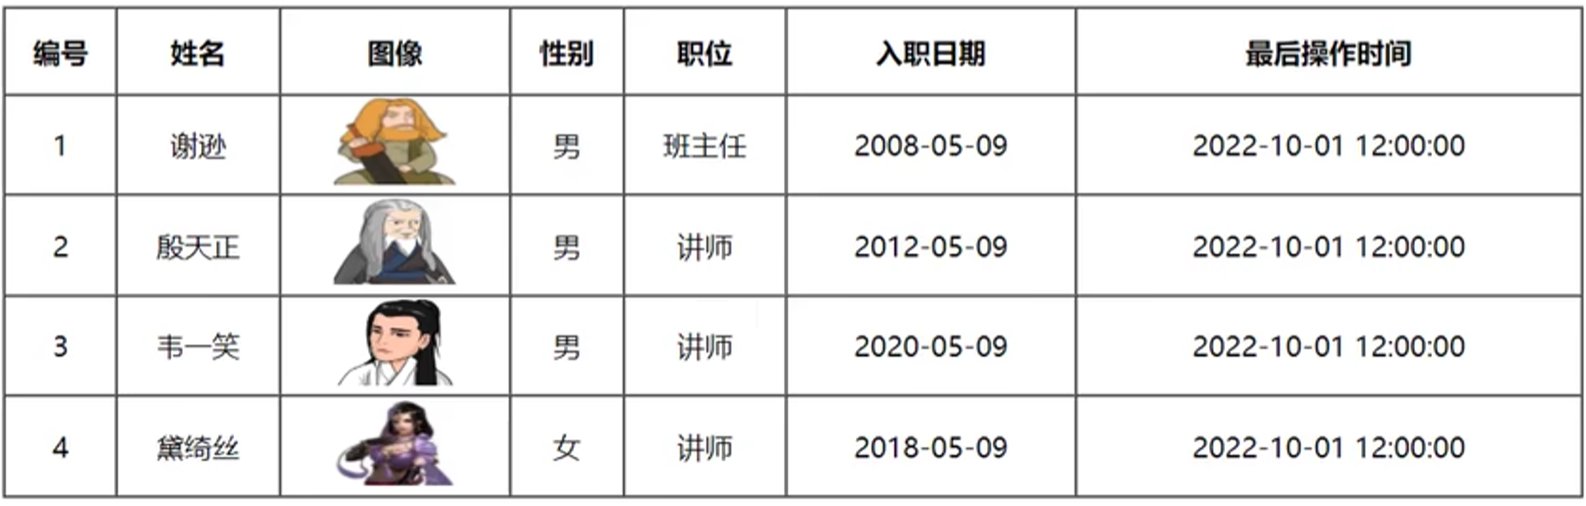 编号 姓名 图像 性别 职位 入职日期 最后操作时间
1 谢逊 男 班主任 2008-05-09 2022-10-01 12:00:00
2 殷天正 男 讲师 2012-05-09 2022-10-01 12:00:00
3 韦一笑 男 讲师 2020-05-09 2022-10-01 12:00:00
4 黛绮丝 女 讲师 2018-05-09 2022-10-01 12:00:00